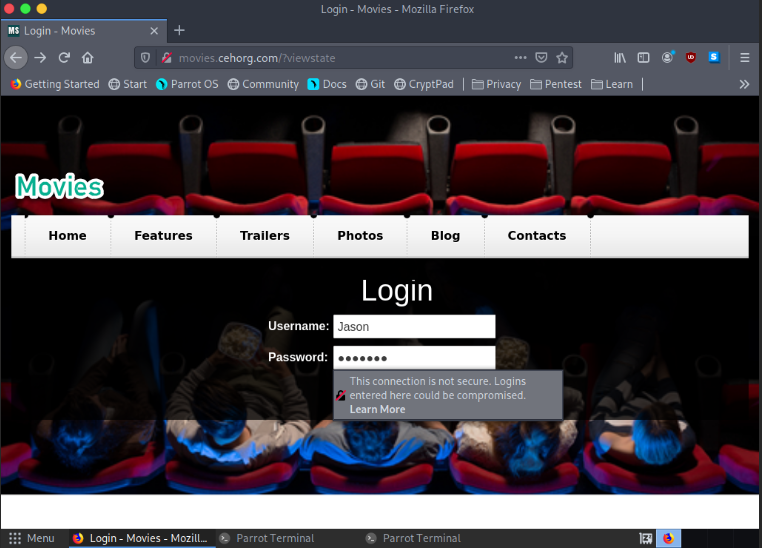 Login - Movies - Mozilla Firefox
MS Login - Movies
movies.cehorg.com/?viewstate
Getting Started Start Parrot OS Community Docs Git CryptPad Privacy Pentest Learn
Movies
Home Features Trailers Photos Blog Contacts
Login
Username: Jason
Password: •••••••
This connection is not secure. Logins
entered here could be compromised.
Learn More
Menu Login - Movies - Mozill... Parrot Terminal Parrot Terminal